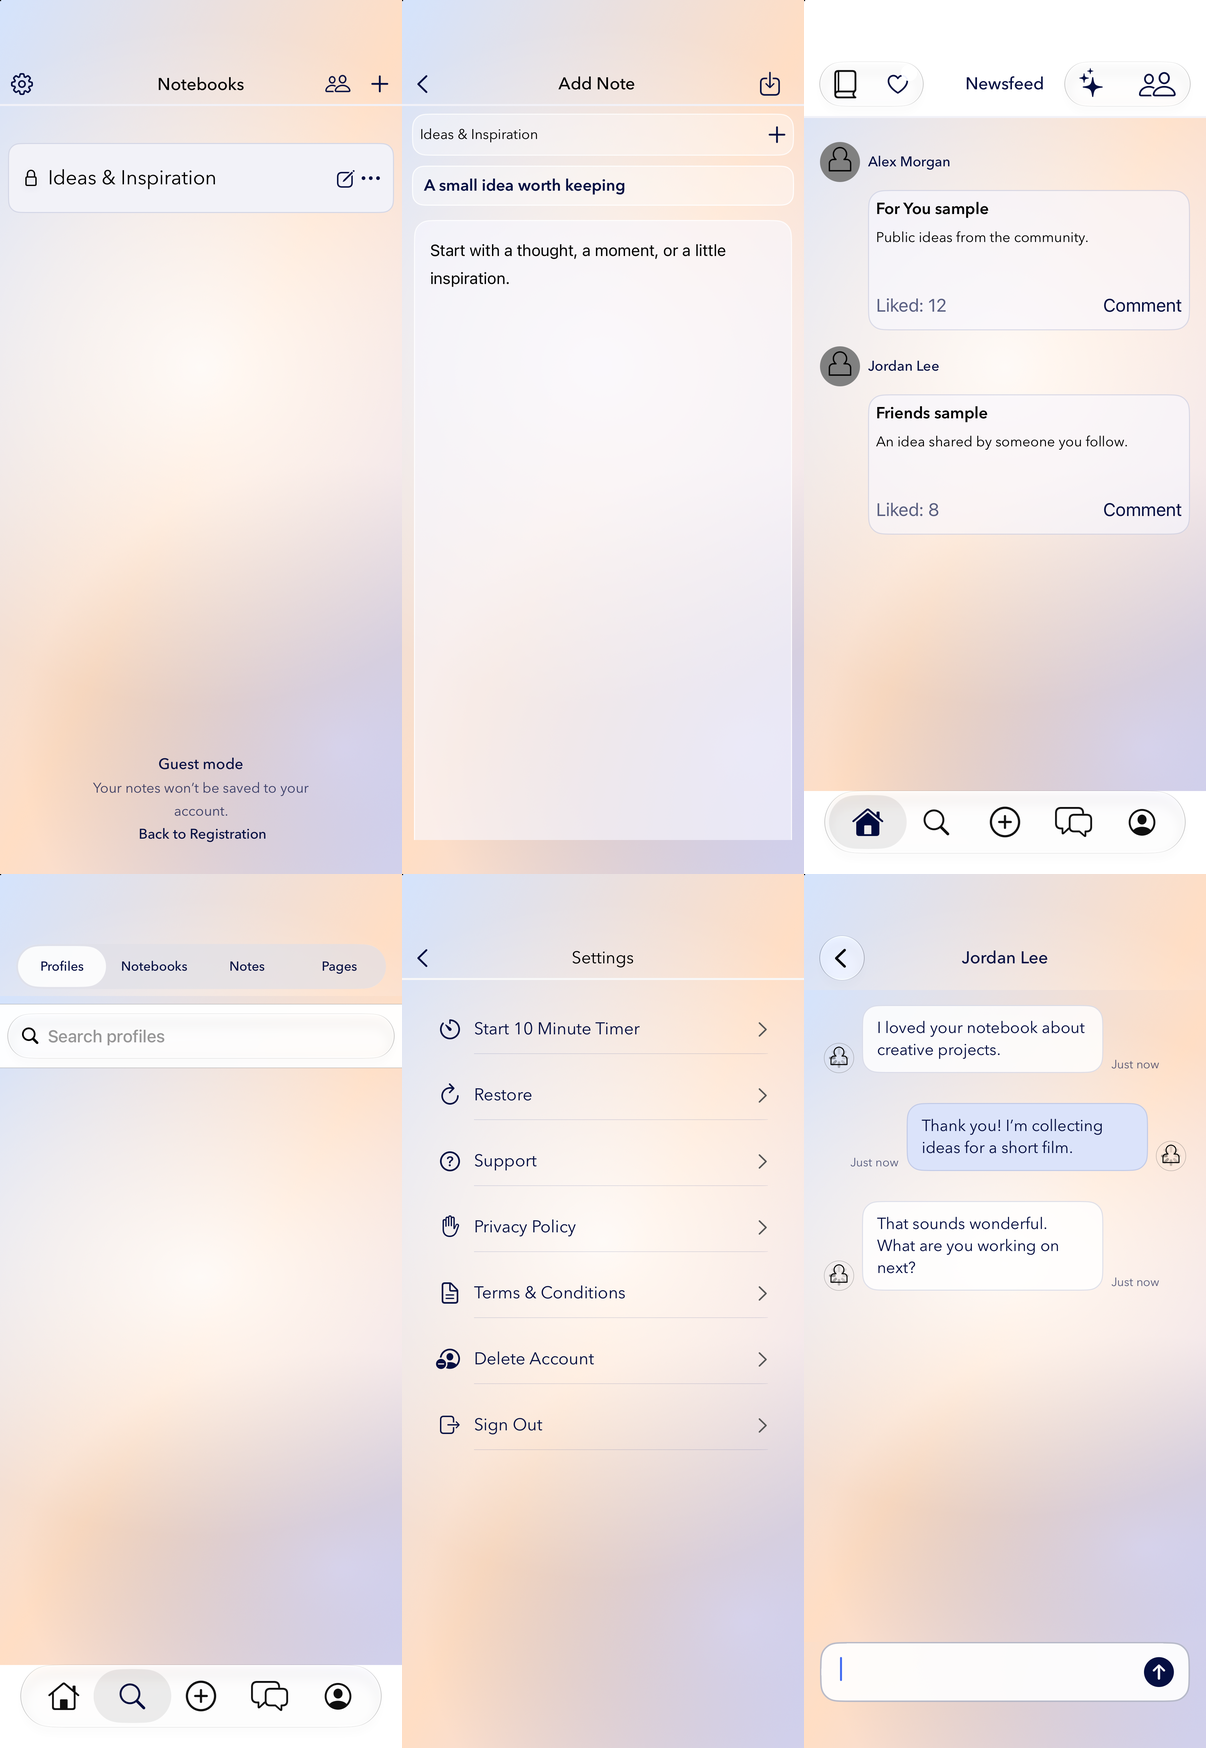 Notebooks
Ideas & Inspiration
Guest mode
Your notes won't be saved to your
account.
Back to Registration
Add Note
Ideas & Inspiration
A small idea worth keeping
Start with a thought, a moment, or a little
inspiration.
Newsfeed
Alex Morgan
For You sample
Public ideas from the community.
Liked: 12
Comment
Jordan Lee
Friends sample
An idea shared by someone you follow.
Liked: 8
Comment
Profiles
Notebooks
Notes
Pages
Search profiles
Settings
Start 10 Minute Timer
Restore
Support
Privacy Policy
Terms & Conditions
Delete Account
Sign Out
Jordan Lee
I loved your notebook about
creative projects.
Just now
Thank you! I'm collecting
ideas for a short film.
Just now
That sounds wonderful.
What are you working on
next?
Just now